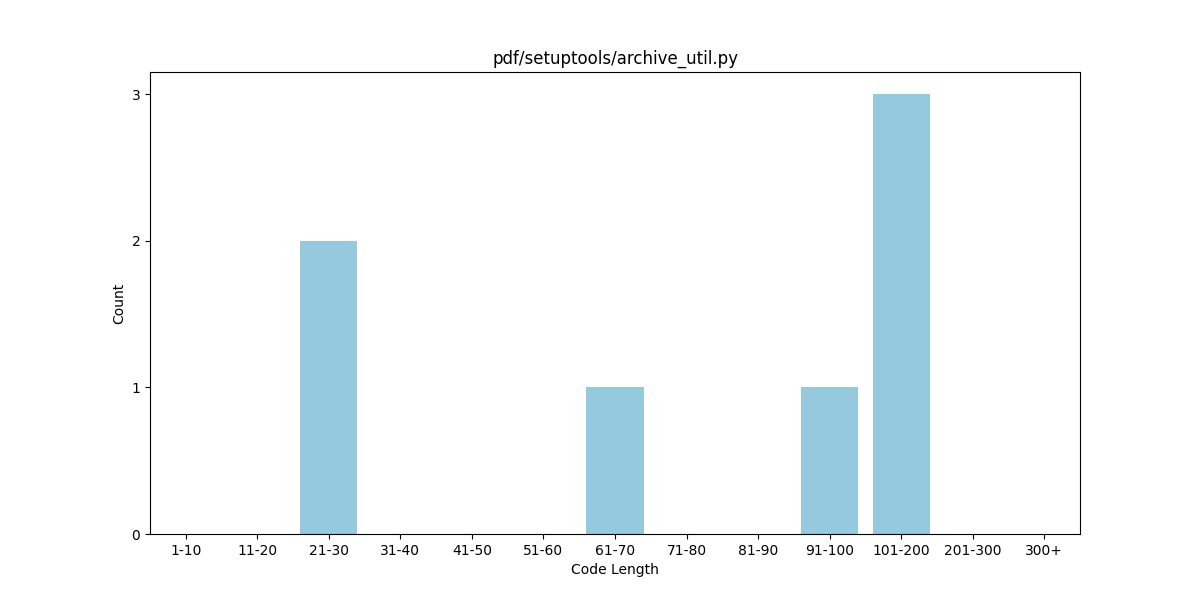 pdf/setuptools/archive_util.py
3
2
1
0
Count
1-10 11-20 21-30 31-40 41-50 51-60 61-70 71-80 81-90 91-100 101-200 201-300 300+
Code Length